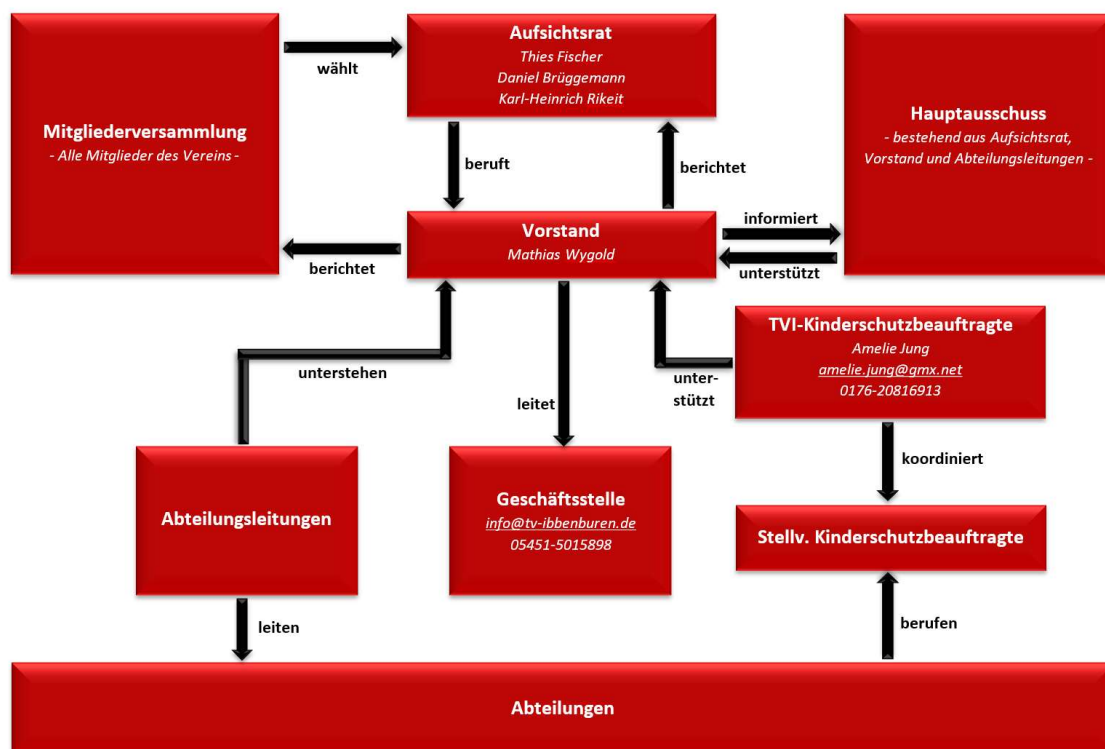 Aufsichtsrat
Thies Fischer
Daniel Brüggemann
Karl-Heinrich Rikeit
wählt
Mitgliederversammlung
- Alle Mitglieder des Vereins -
Hauptausschuss
- bestehend aus Aufsichtsrat,
Vorstand und Abteilungsleitungen -
beruft
berichtet
Vorstand
Mathias Wygold
informiert
unterstützt
berichtet
TVI-Kinderschutzbeauftragte
Amelie Jung
amelie.jung@gmx.net
0176-20816913
unterstehen
unter-
stützt
leitet
koordiniert
Abteilungsleitungen
Geschäftsstelle
info@tv-ibbenburen.de
05451-5015898
Stellv. Kinderschutzbeauftragte
leiten
berufen
Abteilungen